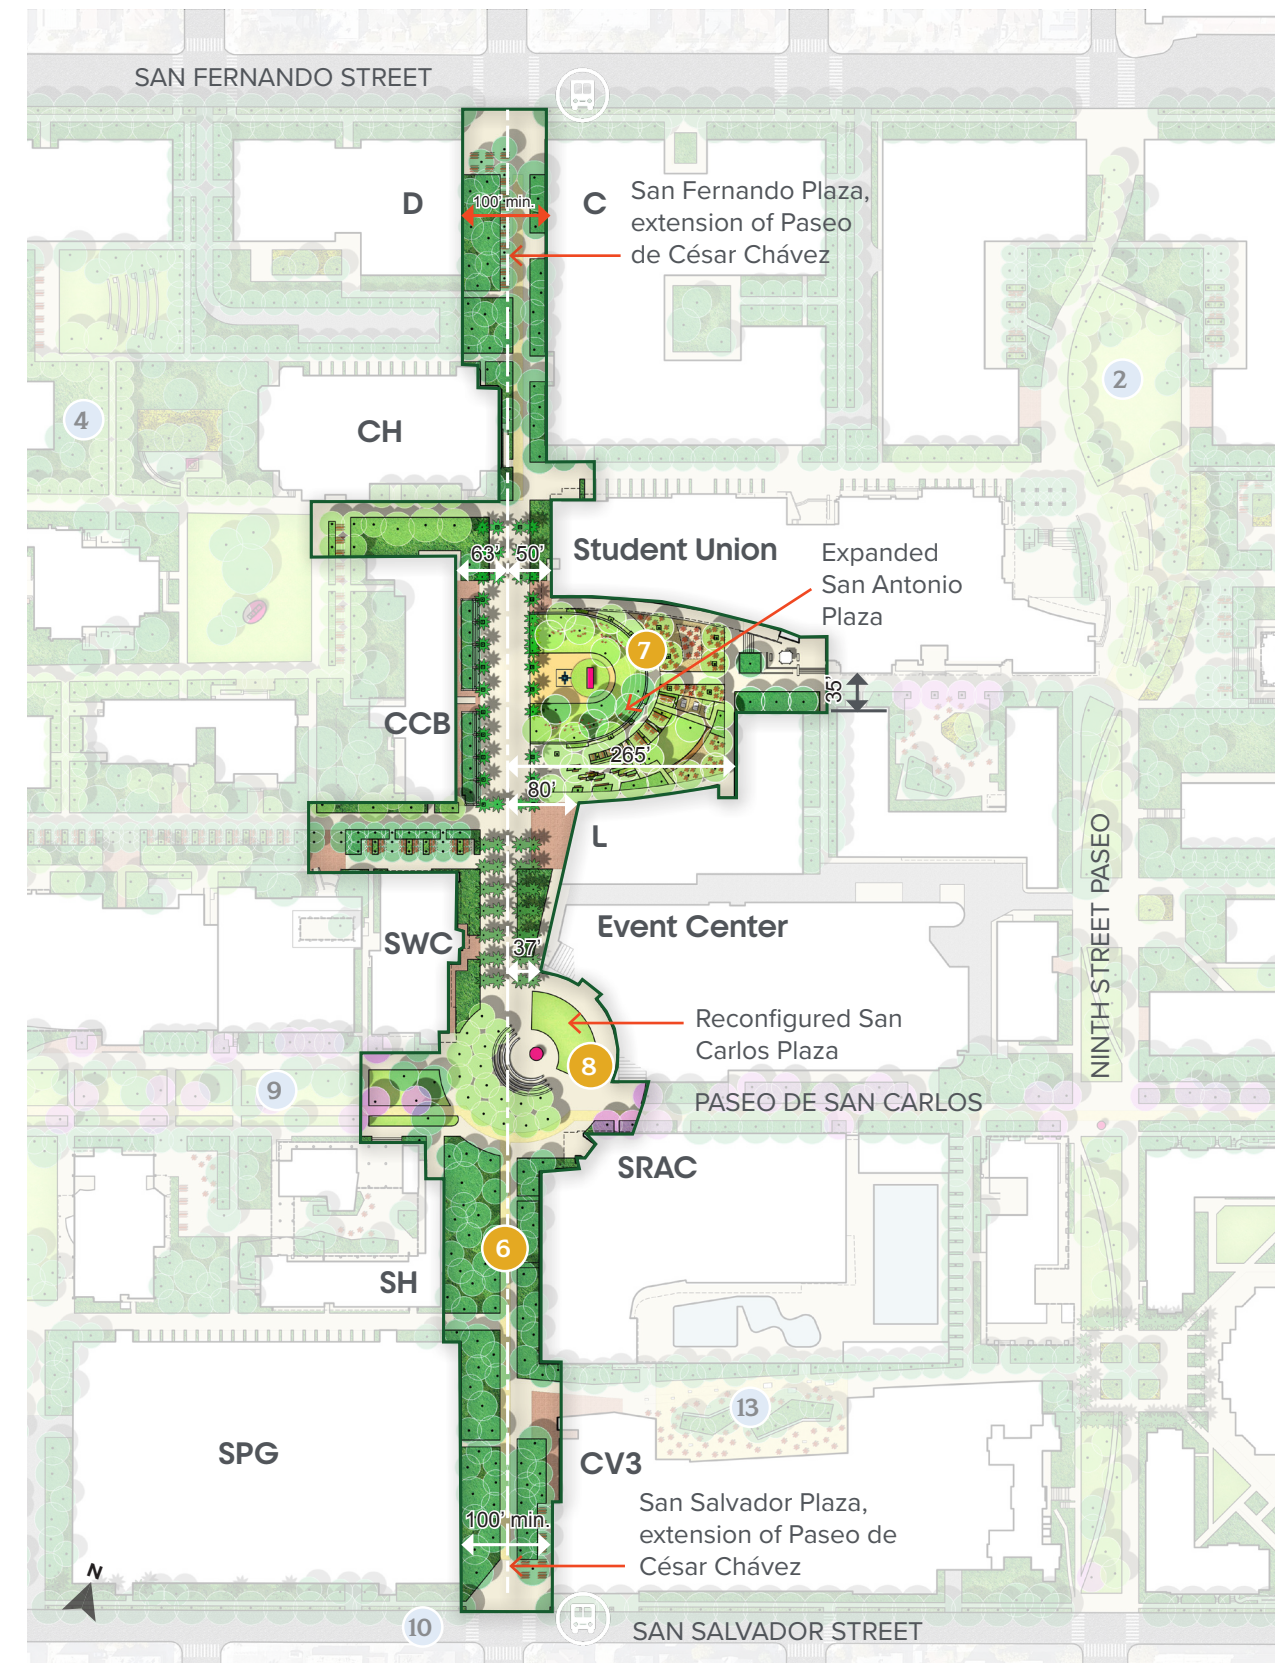 SAN FERNANDO STREET
D
100' min.
C
San Fernando Plaza,
extension of Paseo
de César Chávez
2
4
CH
63'
50'
Student Union
Expanded
San Antonio
Plaza
7
35'
CCB
265'
80'
L
NINTH STREET PASEO
SWC
Event Center
37'
Reconfigured San
Carlos Plaza
8
9
PASEO DE SAN CARLOS
SRAC
6
SH
13
SPG
CV3
San Salvador Plaza,
extension of Paseo de
César Chávez
100' min.
N
10
SAN SALVADOR STREET